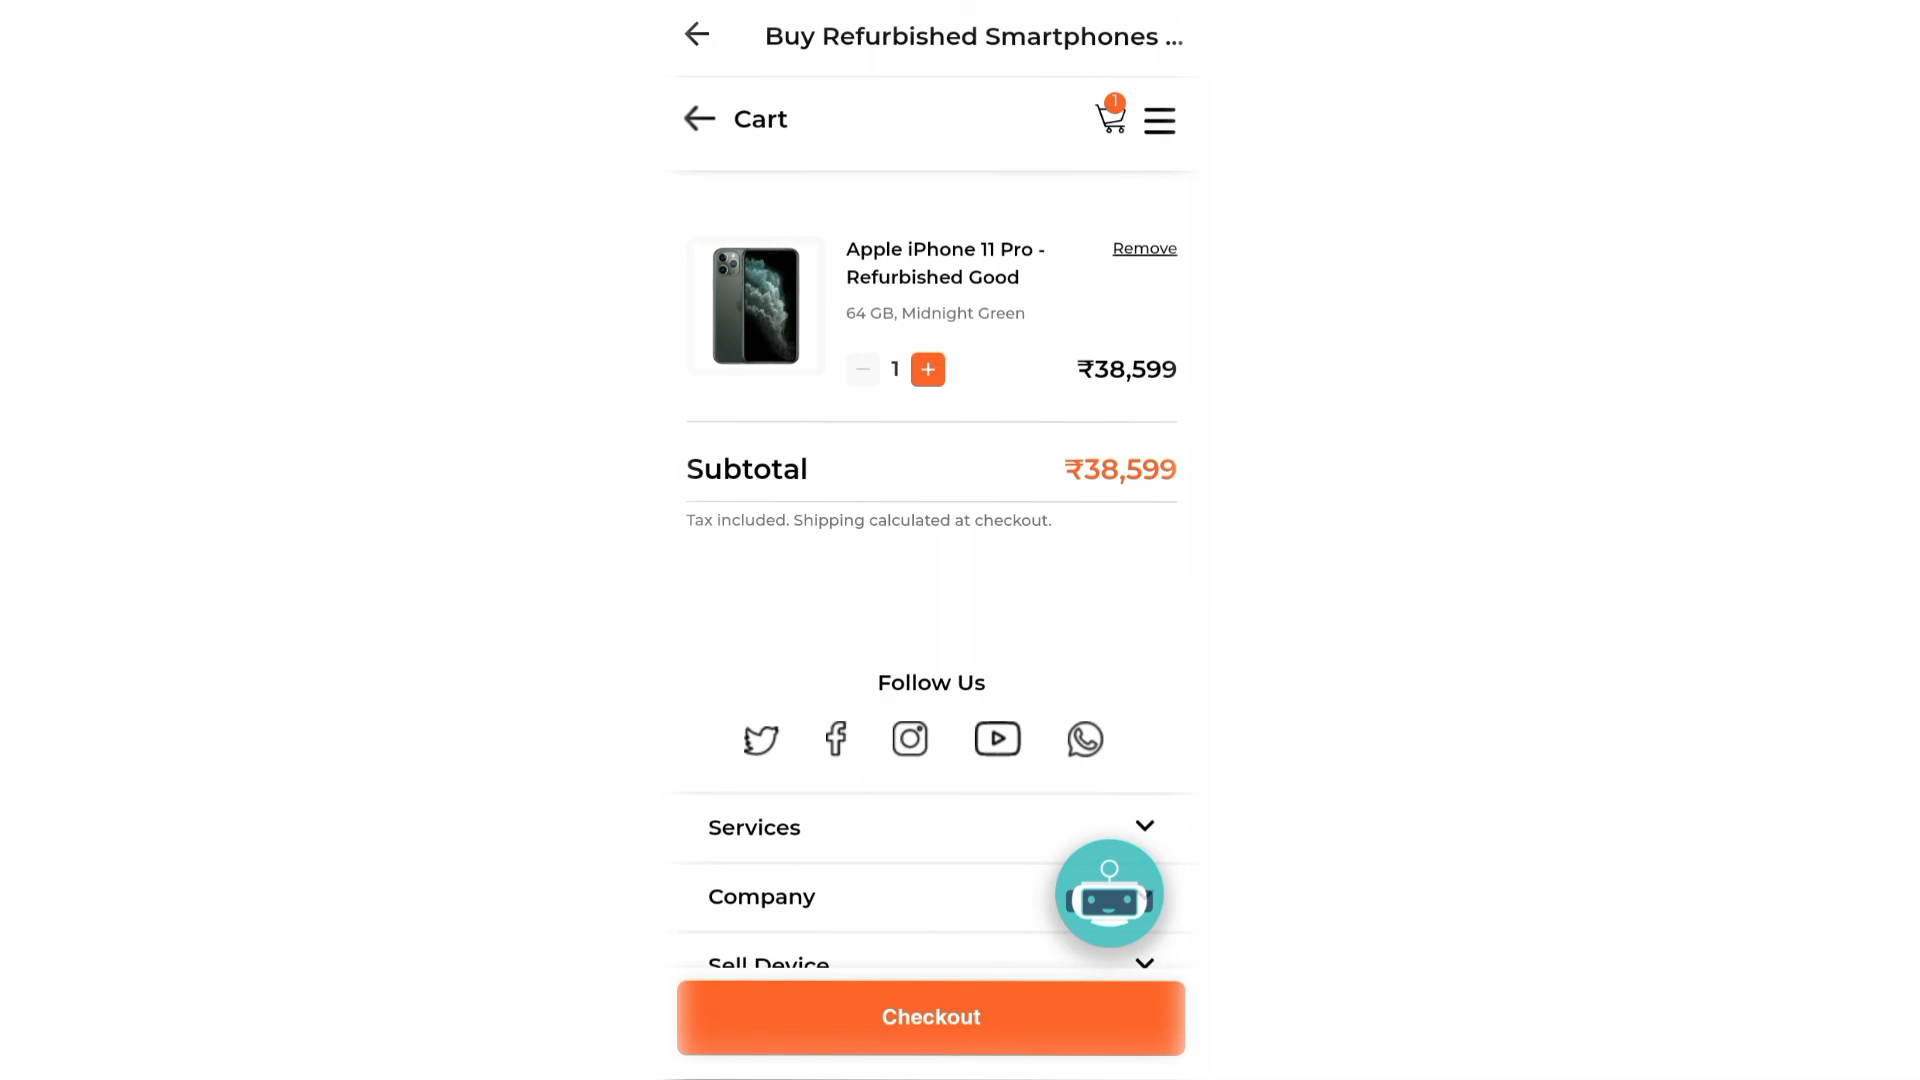 Buy Refurbished Smartphones ...
Cart
1
Apple iPhone 11 Pro -
Refurbished Good
Remove
64 GB, Midnight Green
1
₹38,599
Subtotal
₹38,599
Tax included. Shipping calculated at checkout.
Follow Us
Services
Company
Sell Device
Checkout